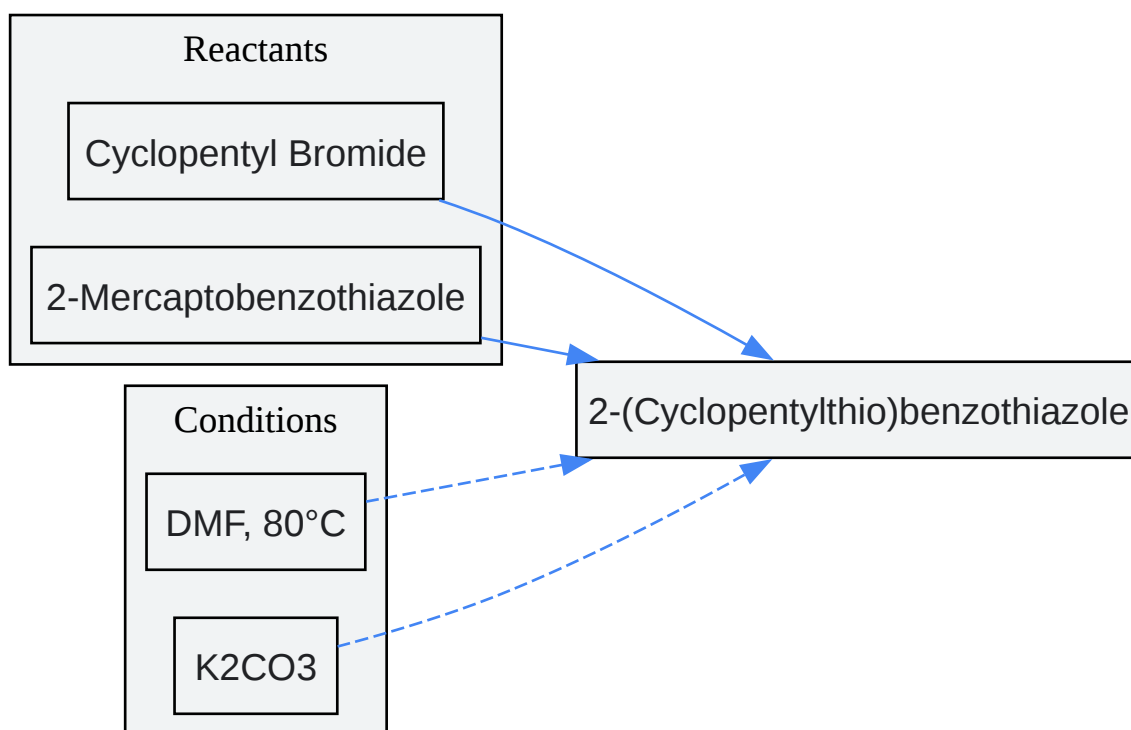 Reactants
Cyclopentyl Bromide
2-Mercaptobenzothiazole
2-(Cyclopentylthio)benzothiazole
Conditions
DMF, 80°C
K2CO3